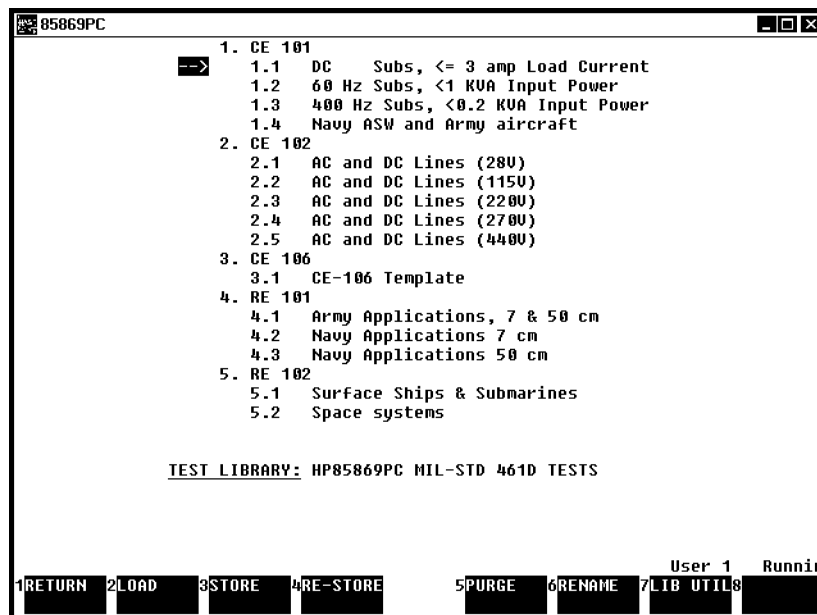 85869PC
1. CE 101
--> 1.1 DC Subs, <= 3 amp Load Current
1.2 60 Hz Subs, <1 KVA Input Power
1.3 400 Hz Subs, <0.2 KVA Input Power
1.4 Navy ASW and Army aircraft
2. CE 102
2.1 AC and DC Lines (28V)
2.2 AC and DC Lines (115V)
2.3 AC and DC Lines (220V)
2.4 AC and DC Lines (270V)
2.5 AC and DC Lines (440V)
3. CE 106
3.1 CE-106 Template
4. RE 101
4.1 Army Applications, 7 & 50 cm
4.2 Navy Applications 7 cm
4.3 Navy Applications 50 cm
5. RE 102
5.1 Surface Ships & Submarines
5.2 Space systems
TEST LIBRARY: HP85869PC MIL-STD 461D TESTS
User 1 Runnin
1RETURN 2LOAD 3STORE 4RE-STORE 5PURGE 6RENAME 7LIB UTIL8